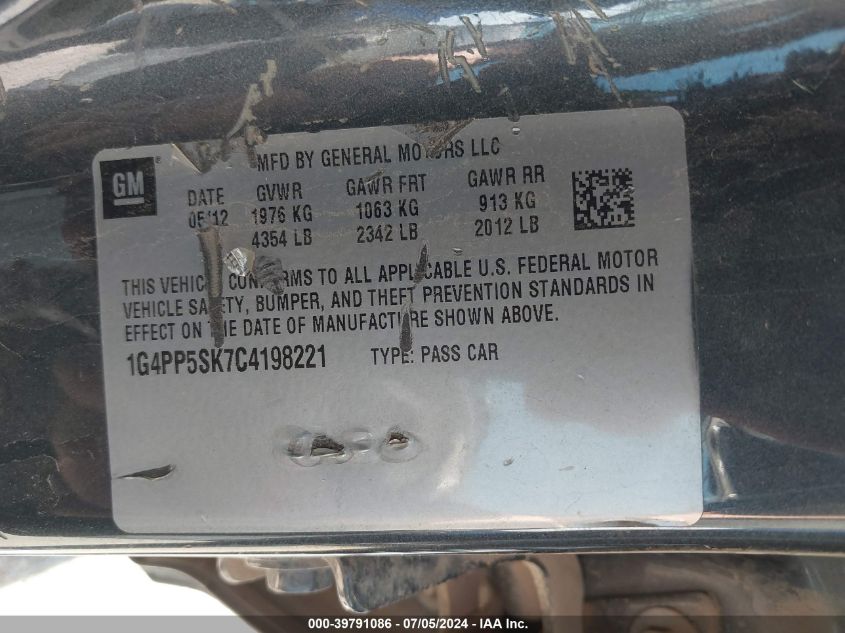 GM
MFD BY GENERAL MOTORS LLC
DATE GVWR GAWR FRT GAWR RR
05/12 1976 KG 1063 KG 913 KG
4354 LB 2342 LB 2012 LB
THIS VEHICLE CONFORMS TO ALL APPLICABLE U.S. FEDERAL MOTOR
VEHICLE SAFETY, BUMPER, AND THEFT PREVENTION STANDARDS IN
EFFECT ON THE DATE OF MANUFACTURE SHOWN ABOVE.
1G4PP5SK7C4198221 TYPE: PASS CAR
000-39791086 / 07/05/2024 - IAA Inc.